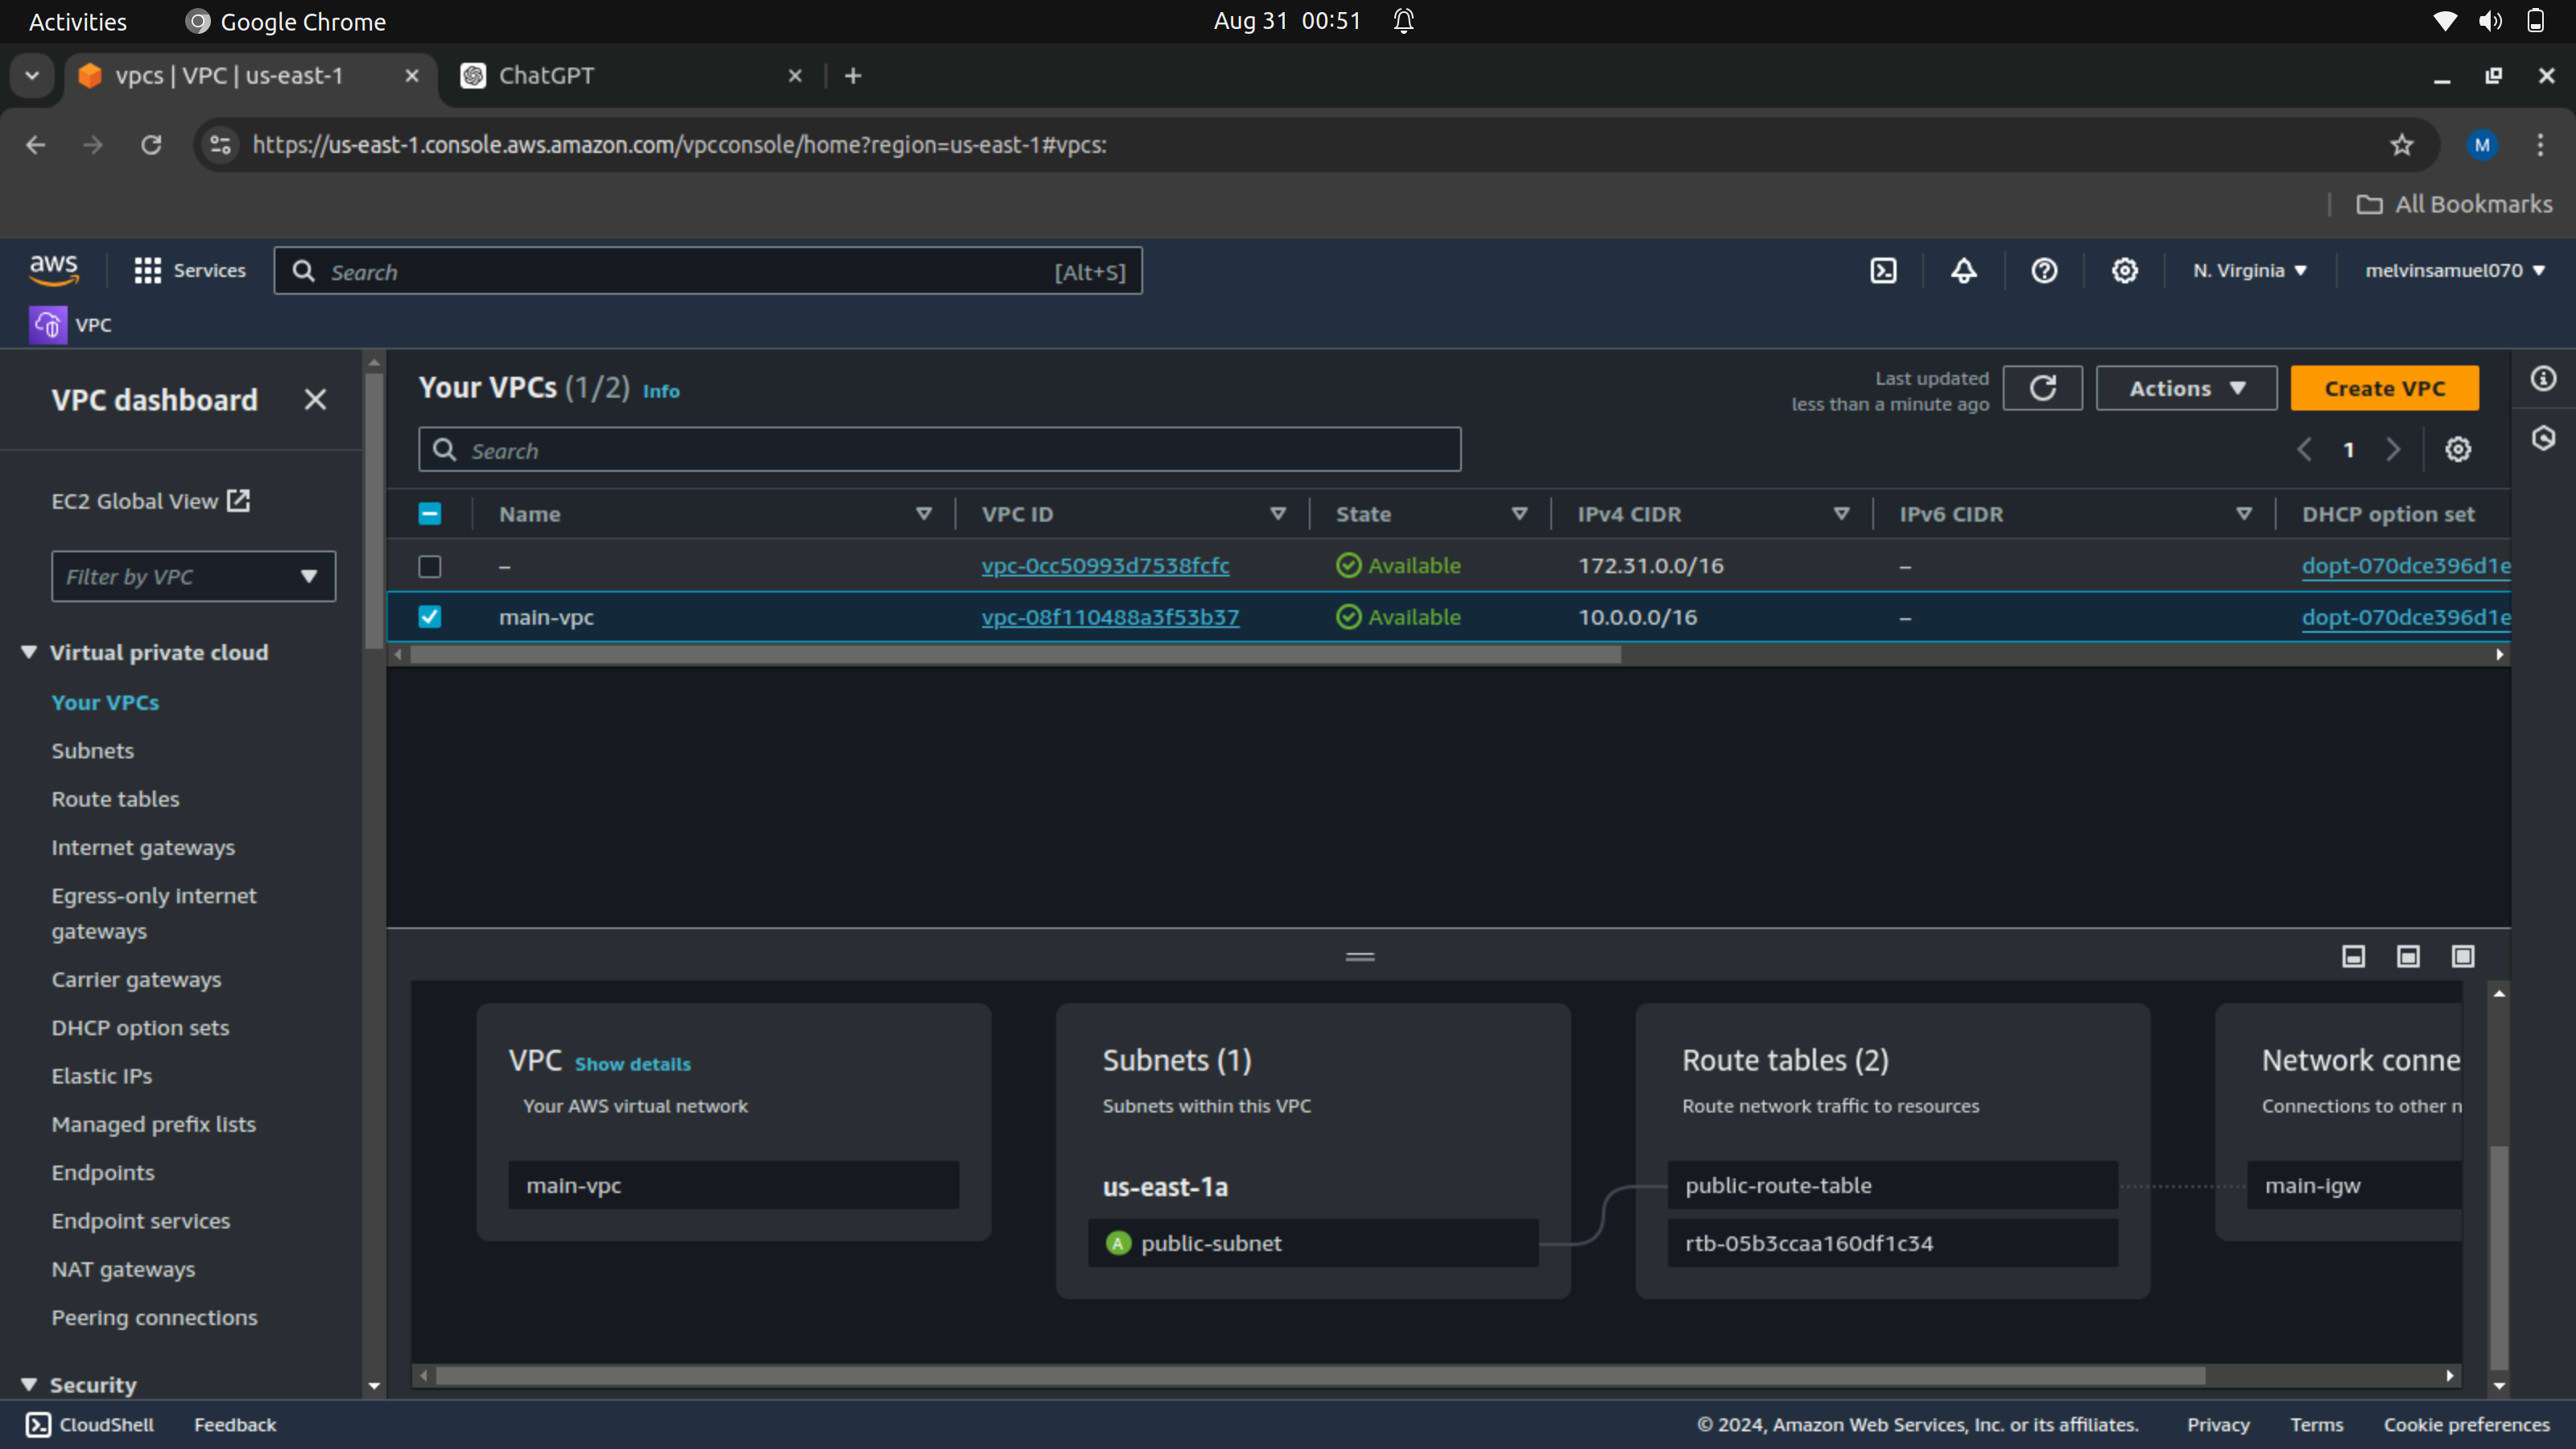 Activities
Google Chrome
Aug 31 00:51
vpcs | VPC | us-east-1
ChatGPT
https://us-east-1.console.aws.amazon.com/vpcconsole/home?region=us-east-1#vpcs:
M
All Bookmarks
aws
Services
Search
[Alt+S]
N. Virginia
melvinsamuel070
VPC
VPC dashboard
EC2 Global View
Filter by VPC
Virtual private cloud
Your VPCs
Subnets
Route tables
Internet gateways
Egress-only internet
gateways
Carrier gateways
DHCP option sets
Elastic IPs
Managed prefix lists
Endpoints
Endpoint services
NAT gateways
Peering connections
Security
Your VPCs (1/2) Info
Last updated
less than a minute ago
Actions
Create VPC
Search
1
Name VPC ID State IPv4 CIDR IPv6 CIDR DHCP option set
– vpc-0cc50993d7538fcfc Available 172.31.0.0/16 – dopt-070dce396d1e
main-vpc vpc-08f110488a3f53b37 Available 10.0.0.0/16 – dopt-070dce396d1e
VPC Show details
Your AWS virtual network
main-vpc
Subnets (1)
Subnets within this VPC
us-east-1a
A public-subnet
Route tables (2)
Route network traffic to resources
public-route-table
rtb-05b3ccaa160df1c34
Network conne
Connections to other n
main-igw
CloudShell
Feedback
© 2024, Amazon Web Services, Inc. or its affiliates.
Privacy
Terms
Cookie preferences